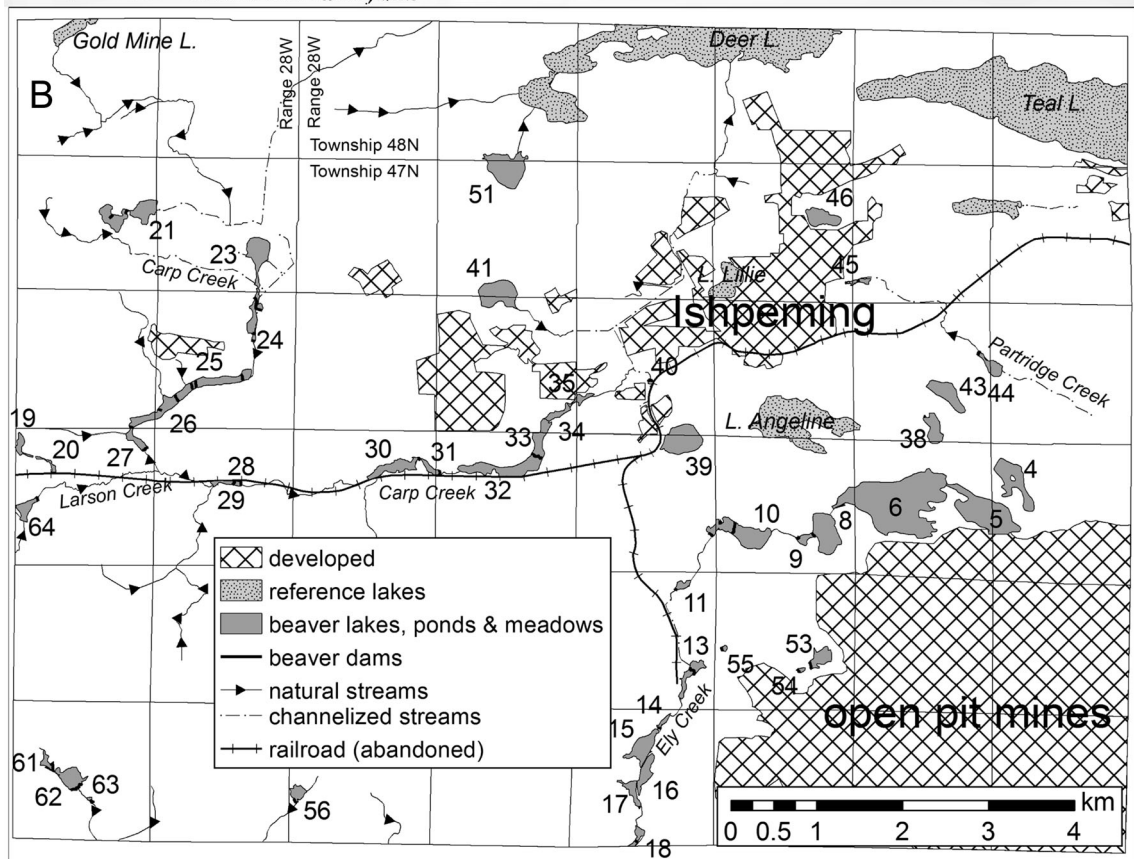 Gold Mine L.
Deer L.
B
Range 28W
Range 28W
Teal L.
Township 48N
Township 47N
51
46
21
23
Carp Creek
41
L. Lillie
45
Ishpeming
24
25
Partridge Creek
40
35
43
44
19
26
33
34
L. Angeline
38
20
27
28
30
31
39
4
Larson Creek
29
Carp Creek
32
64
10
8
6
5
9
developed
reference lakes
beaver lakes, ponds & meadows
beaver dams
natural streams
channelized streams
railroad (abandoned)
11
13
53
55
54
14
Ely Creek
open pit mines
15
61
62
63
56
17
16
18
km
0 0.5 1 2 3 4